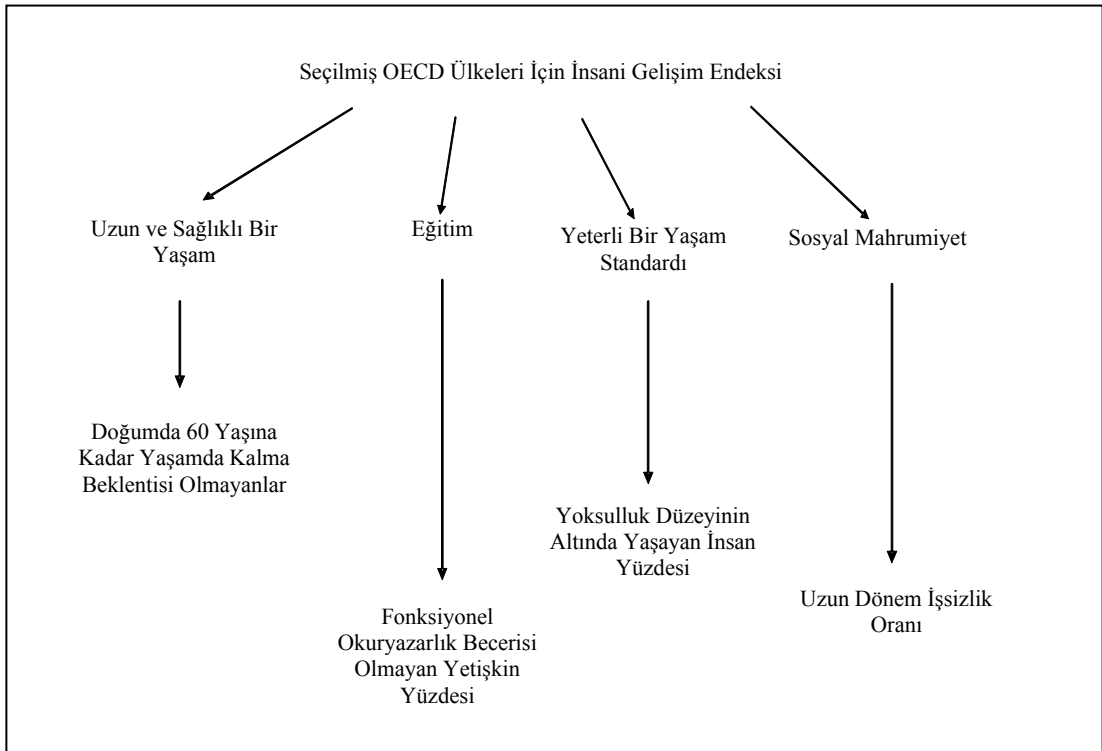 Seçilmiş OECD Ülkeleri İçin İnsani Gelişim Endeksi
Uzun ve Sağlıklı Bir
Yaşam
Eğitim
Yeterli Bir Yaşam
Standardı
Sosyal Mahrumiyet
Doğumda 60 Yaşına
Kadar Yaşamda Kalma
Beklentisi Olmayanlar
Fonksiyonel
Okuryazarlık Becerisi
Olmayan Yetişkin
Yüzdesi
Yoksulluk Düzeyinin
Altında Yaşayan İnsan
Yüzdesi
Uzun Dönem İşsizlik
Oranı